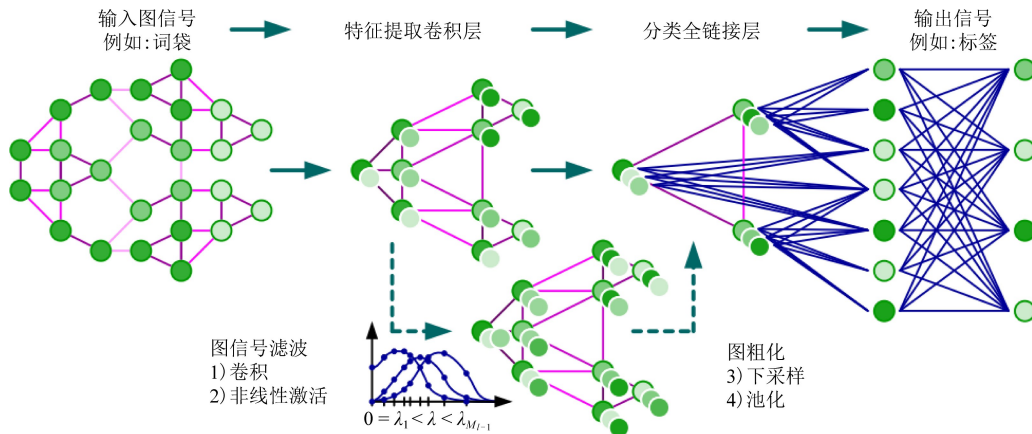 输入图信号
例如:词袋
特征提取卷积层
分类全链接层
输出信号
例如:标签
图信号滤波
1)卷积
2)非线性激活
0 = λ₁ < λ < λ_{M_{l-1}}
图粗化
3)下采样
4)池化